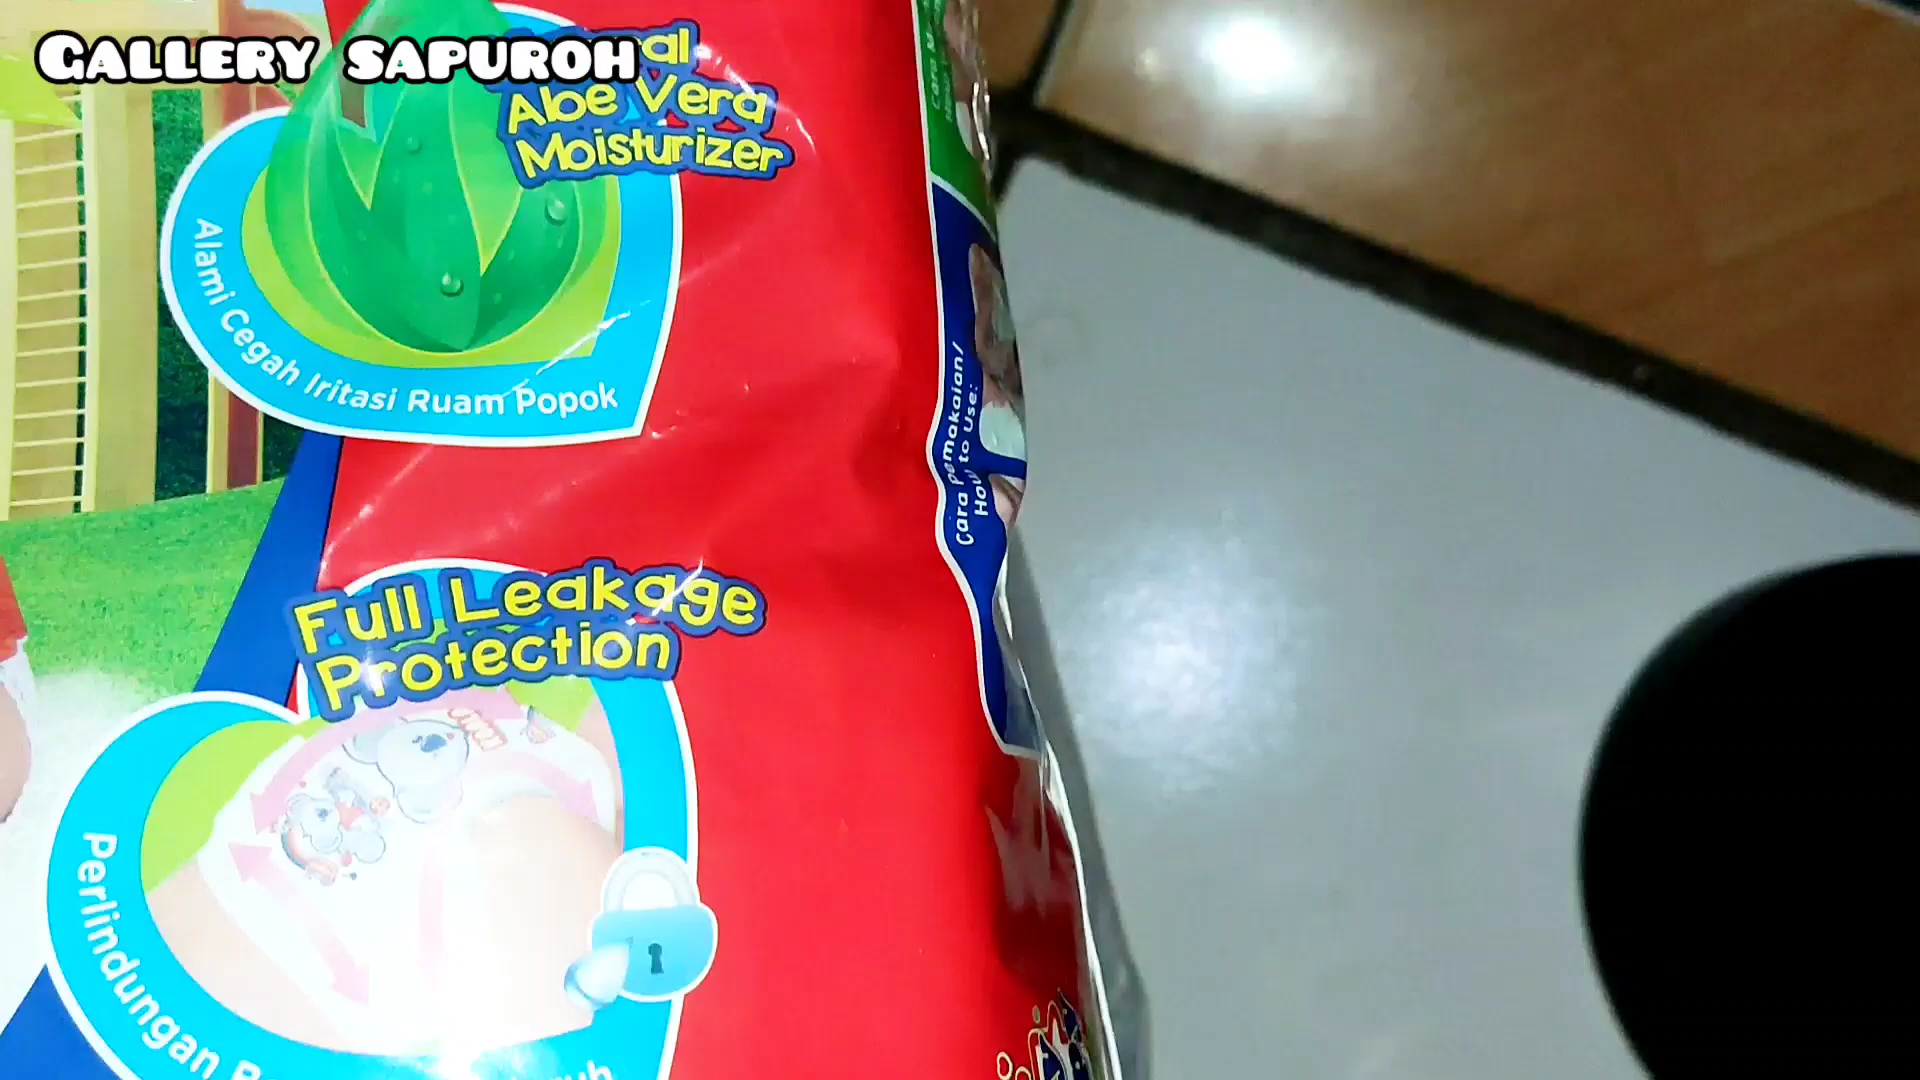 GALLERY SAPUROH
Aloe Vera
Moisturizer
Alami Cegah Iritasi Ruam Popok
Cara Pemakaian/
How to Use:
Full Leakage
Protection
Perlindungan